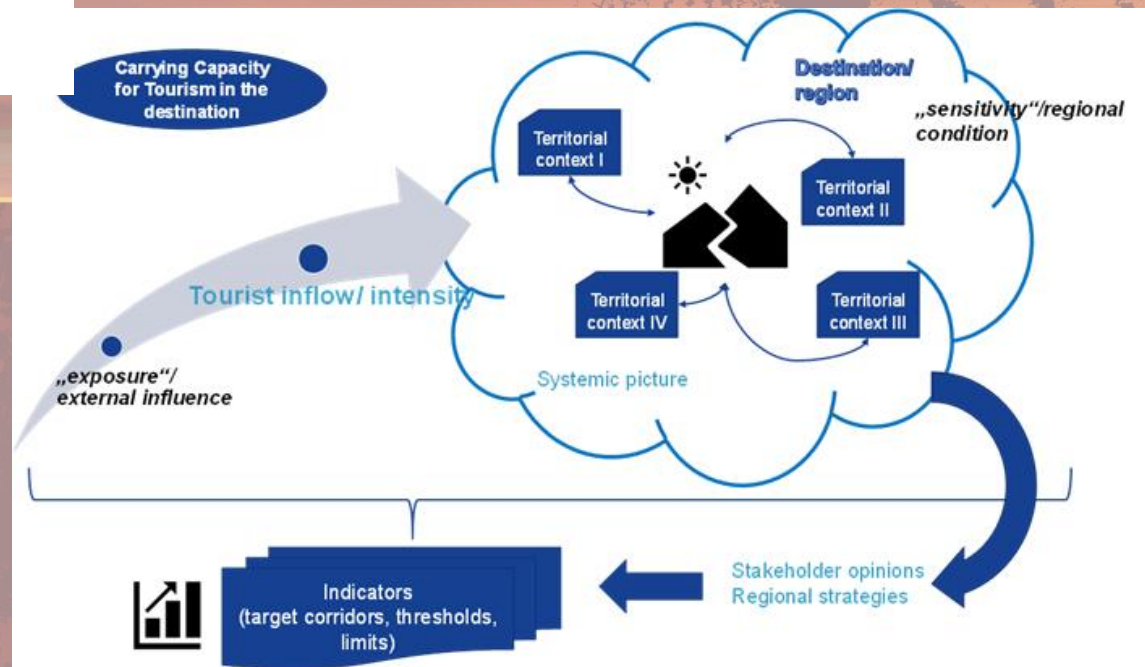 Carrying Capacity
for Tourism in the
destination
Destination/
region
„sensitivity“/regional
condition
Territorial
context I
Territorial
context II
Tourist inflow/ intensity
Territorial
context IV
Territorial
context III
„exposure“/
external influence
Systemic picture
Stakeholder opinions
Regional strategies
Indicators
(target corridors, thresholds,
limits)